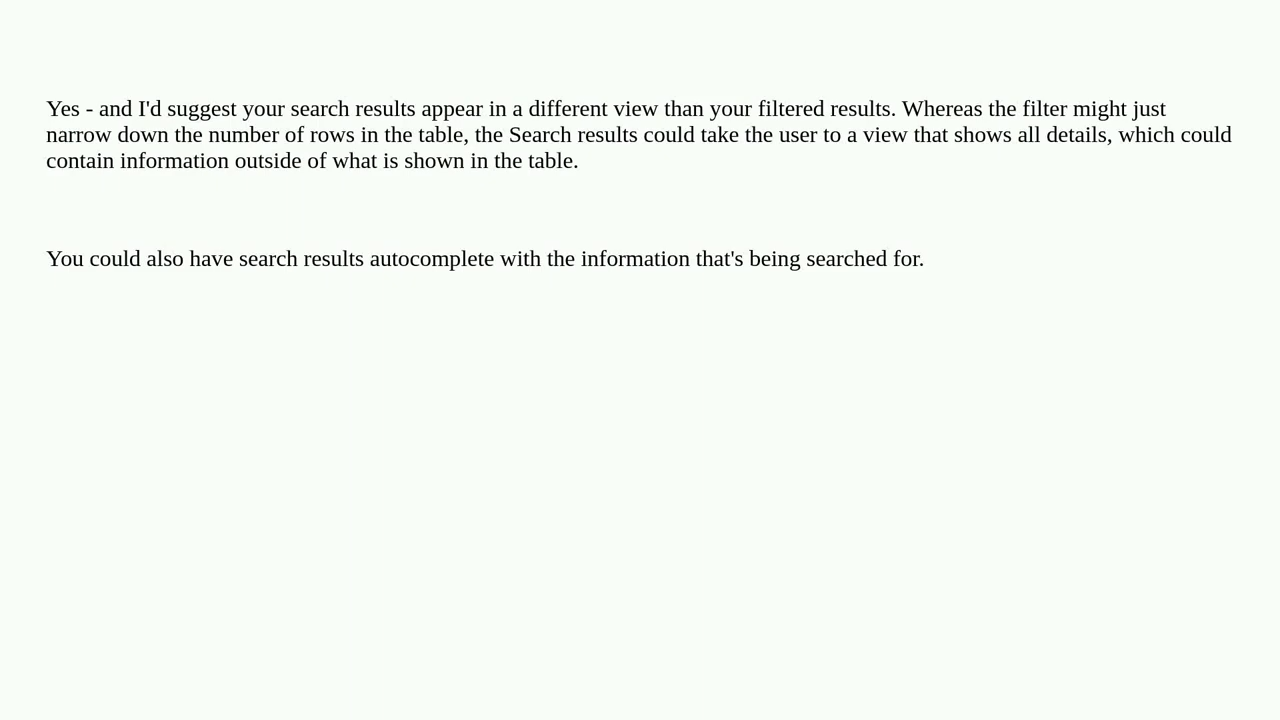 Yes - and I'd suggest your search results appear in a different view than your filtered results. Whereas the filter might just
narrow down the number of rows in the table, the Search results could take the user to a view that shows all details, which could
contain information outside of what is shown in the table.
You could also have search results autocomplete with the information that's being searched for.